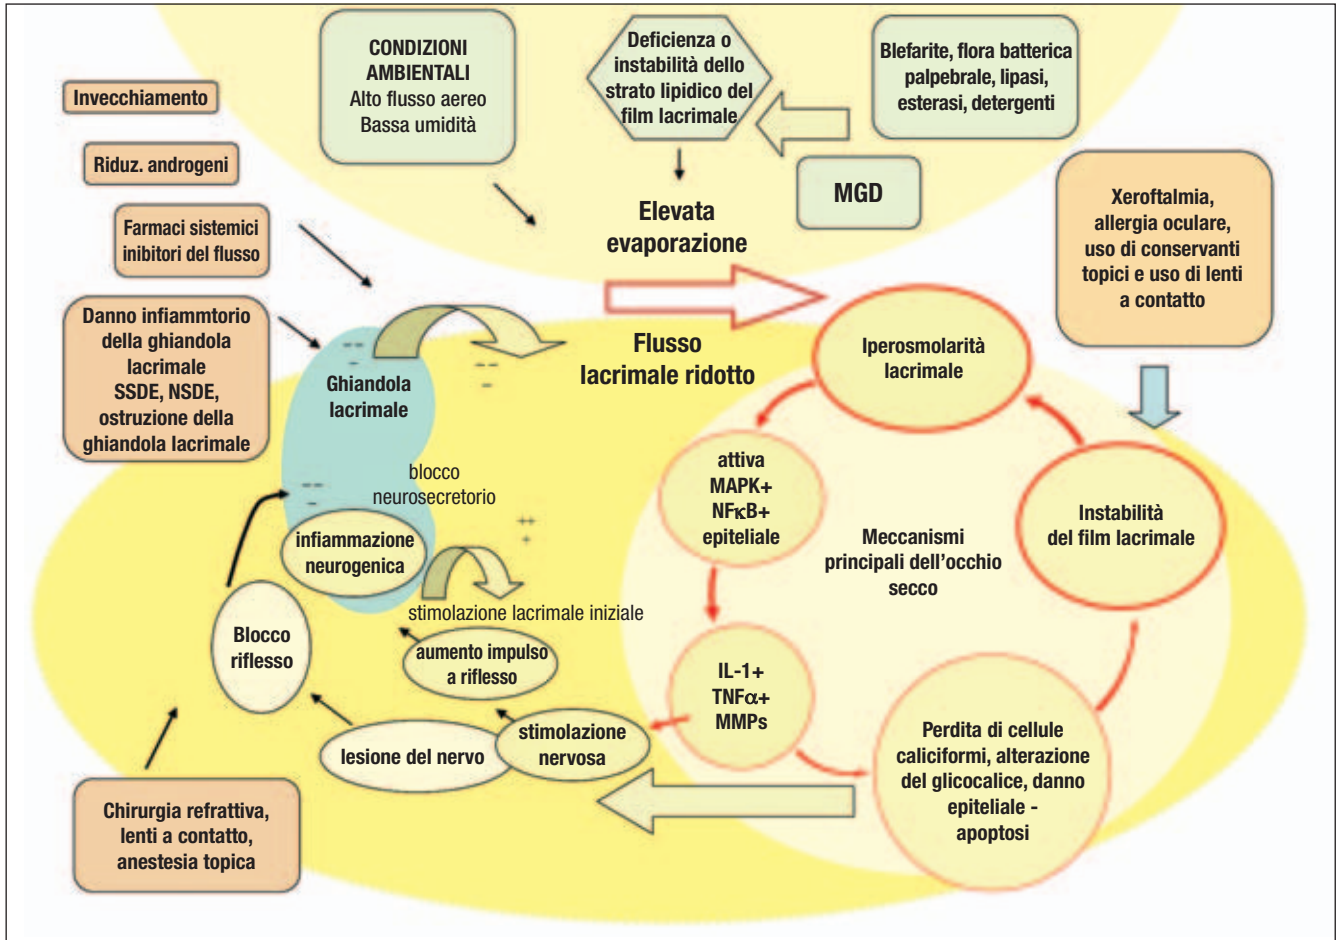 CONDIZIONI
AMBIENTALI
Alto flusso aereo
Bassa umidità
Deficienza o
instabilità dello
strato lipidico del
film lacrimale
Blefarite, flora batterica
palpebrale, lipasi,
esterasi, detergenti
MGD
Invecchiamento
Riduz. androgeni
Farmaci sistemici
inibitori del flusso
Danno infiammtorio
della ghiandola
lacrimale
SSDE, NSDE,
ostruzione della
ghiandola lacrimale
Elevata
evaporazione
Xeroftalmia,
allergia oculare,
uso di conservanti
topici e uso di lenti
a contatto
Flusso
lacrimale ridotto
-- 
-
--
-
Ghiandola
lacrimale
Iperosmolarità
lacrimale
attiva
MAPK+
NFκB+
epiteliale
blocco
neurosecretorio
--
-
++
+
infiammazione
neurogenica
stimolazione lacrimale iniziale
Meccanismi
principali dell'occhio
secco
Instabilità
del film lacrimale
Blocco
riflesso
aumento impulso
a riflesso
IL-1+
TNFα+
MMPs
lesione del nervo
stimolazione
nervosa
Perdita di cellule
caliciformi, alterazione
del glicocalice, danno
epiteliale -
apoptosi
Chirurgia refrattiva,
lenti a contatto,
anestesia topica